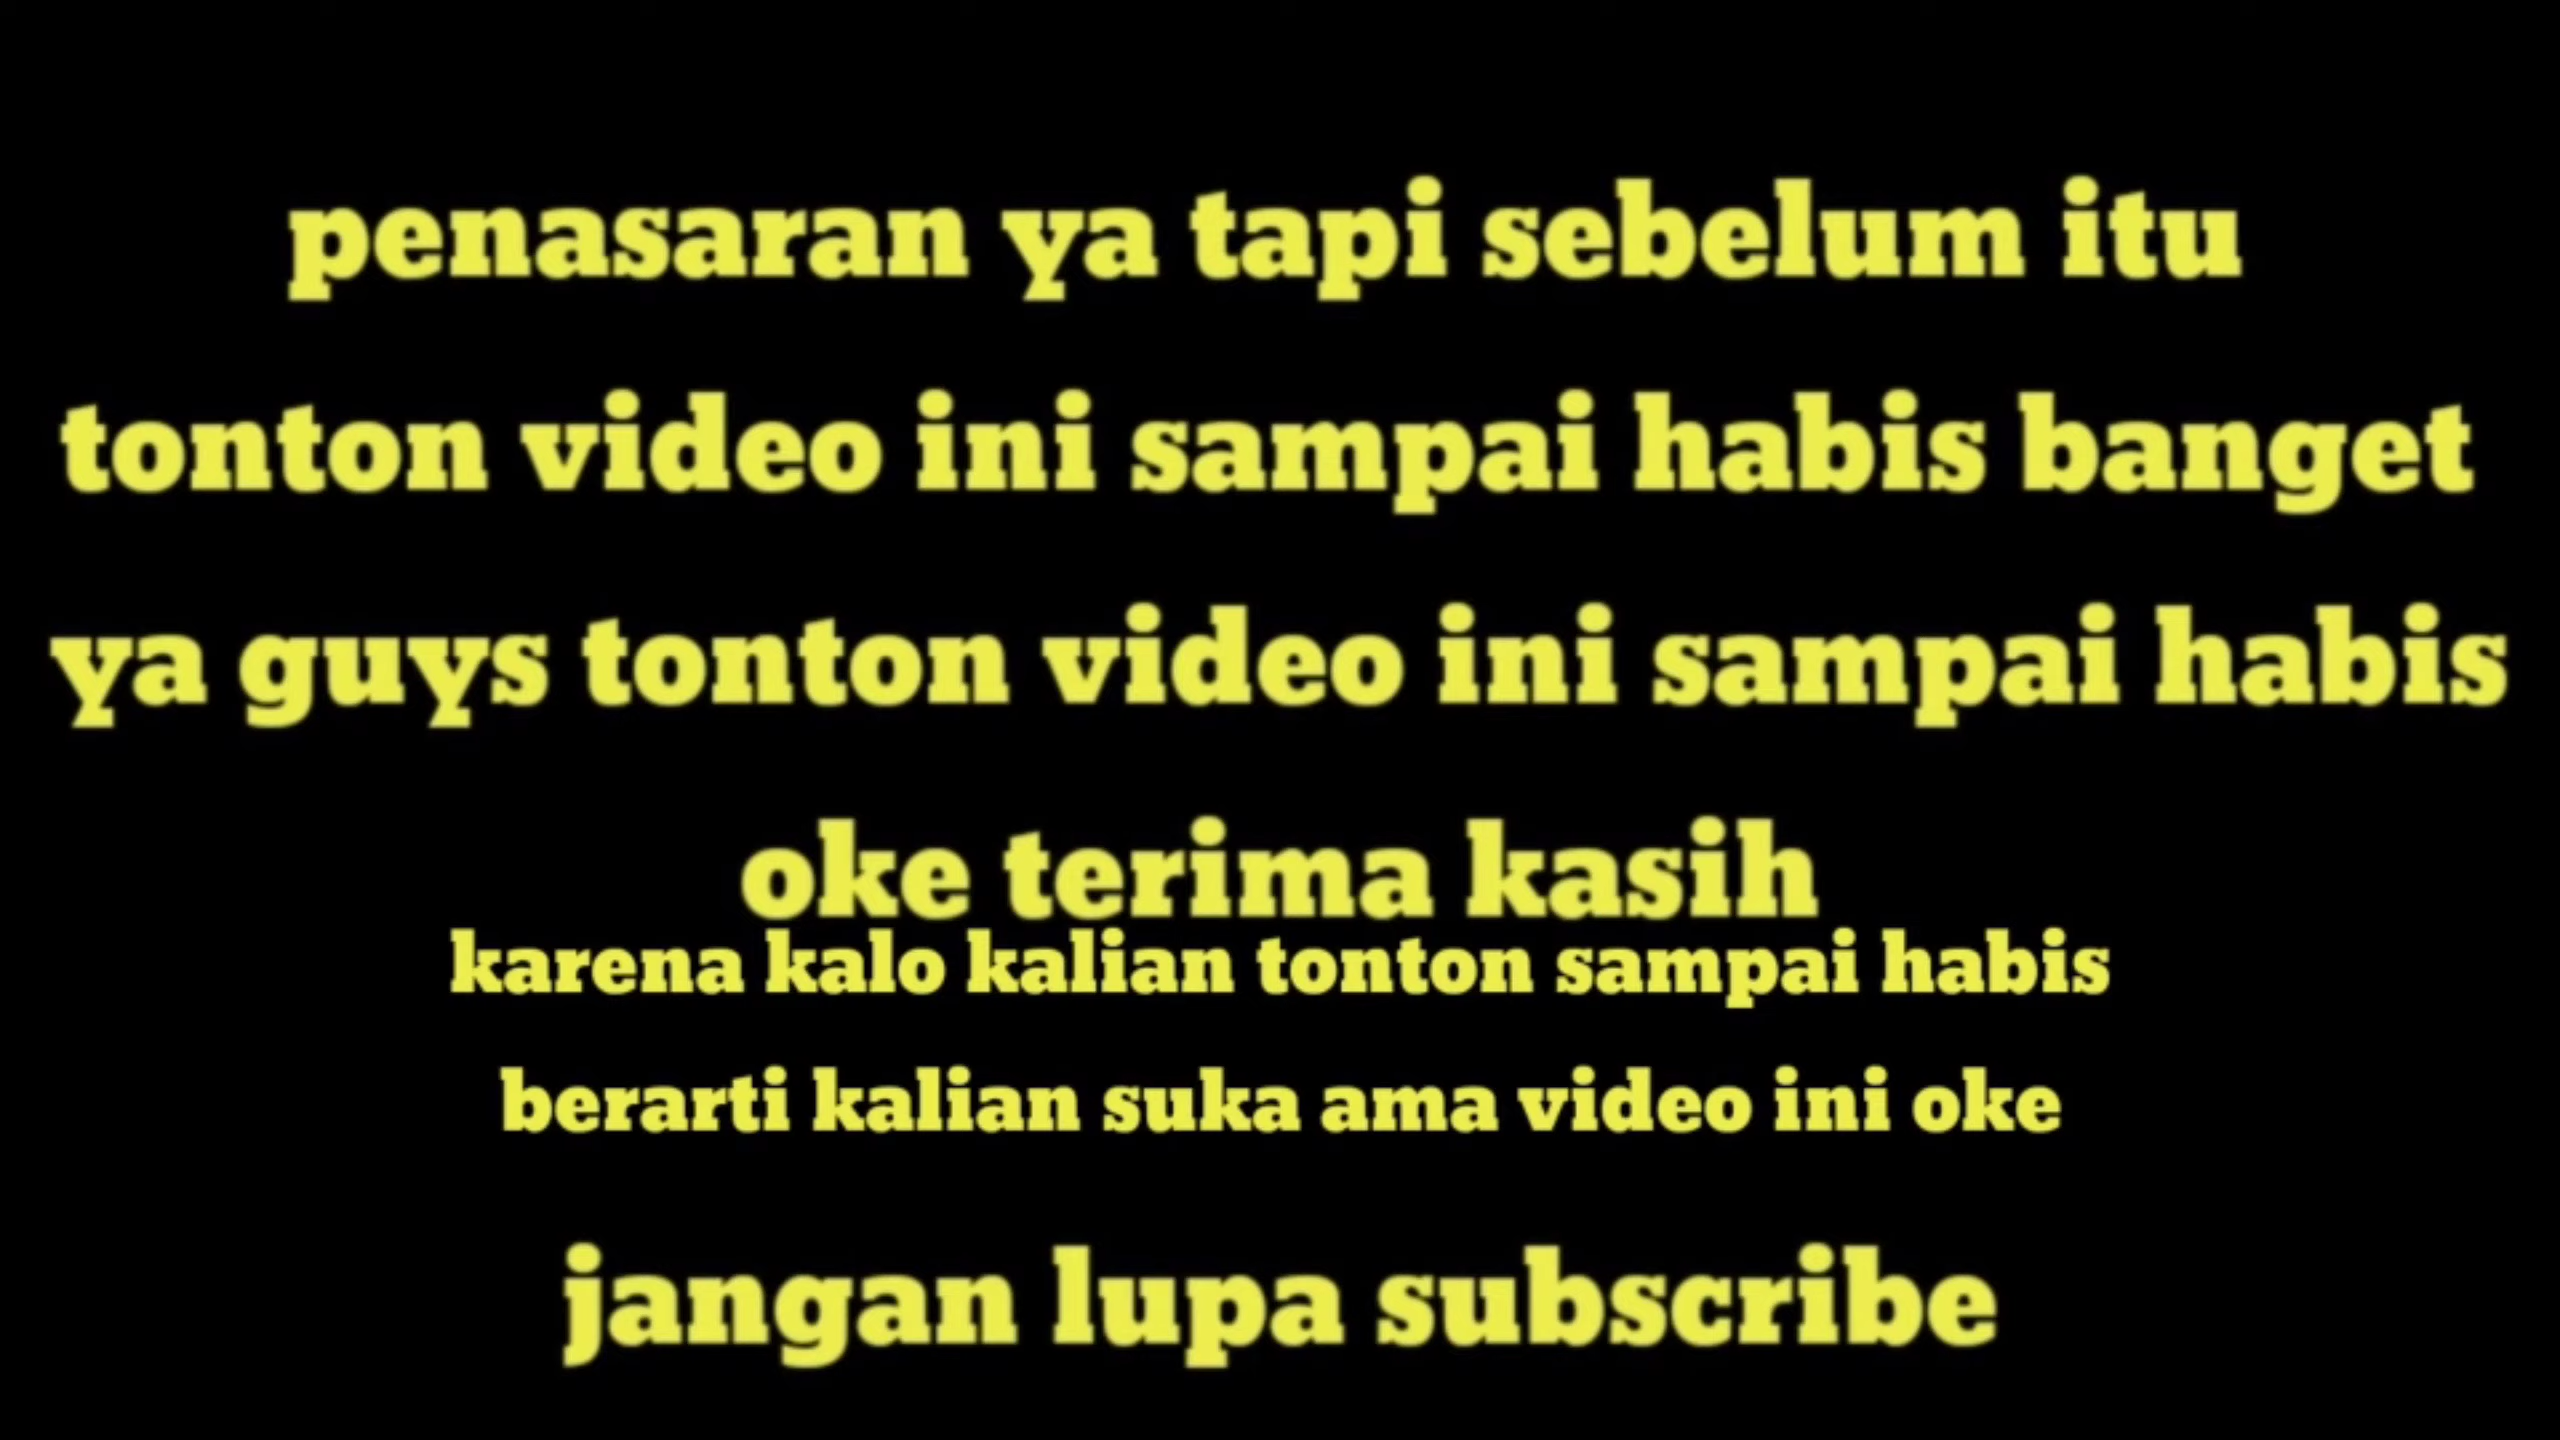 penasaran ya tapi sebelum itu
tonton video ini sampai habis banget
ya guys tonton video ini sampai habis
oke terima kasih
karena kalo kalian tonton sampai habis
berarti kalian suka ama video ini oke
jangan lupa subscribe